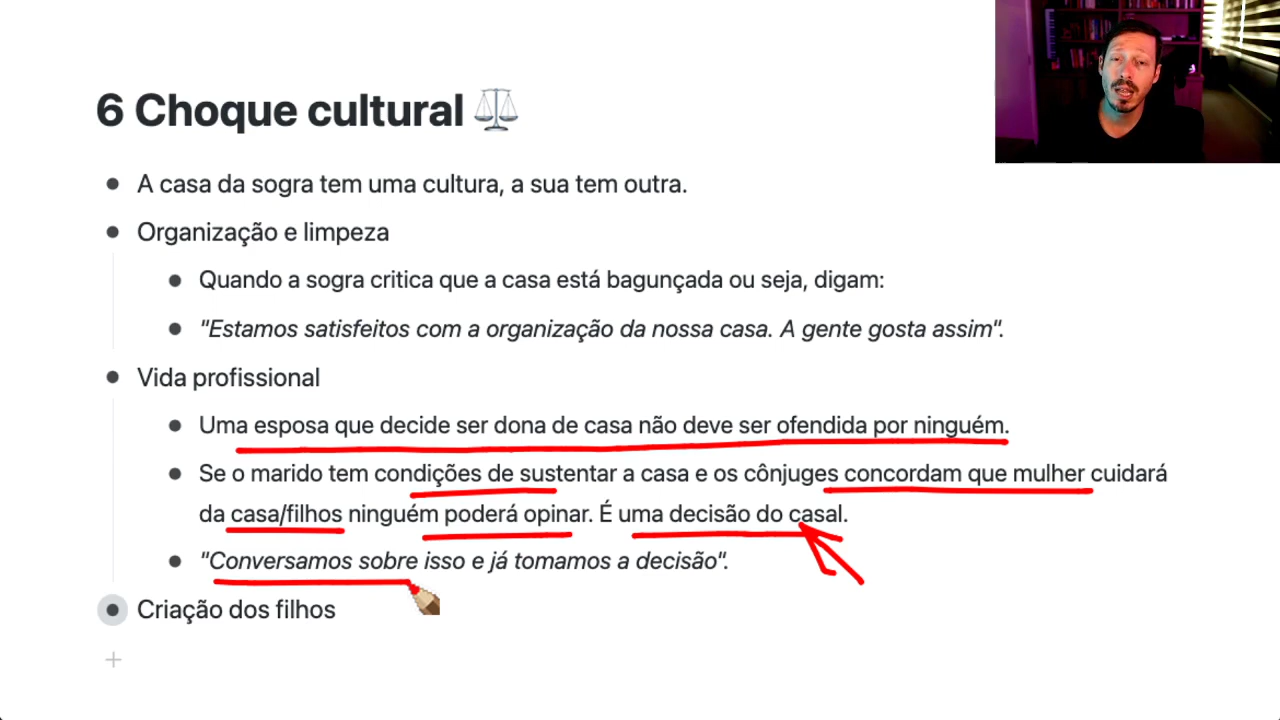 6 Choque cultural
A casa da sogra tem uma cultura, a sua tem outra.
Organização e limpeza
Quando a sogra critica que a casa está bagunçada ou seja, digam:
"Estamos satisfeitos com a organização da nossa casa. A gente gosta assim".
Vida profissional
Uma esposa que decide ser dona de casa não deve ser ofendida por ninguém.
Se o marido tem condições de sustentar a casa e os cônjuges concordam que mulher cuidará
da casa/filhos ninguém poderá opinar. É uma decisão do casal.
"Conversamos sobre isso e já tomamos a decisão".
Criação dos filhos